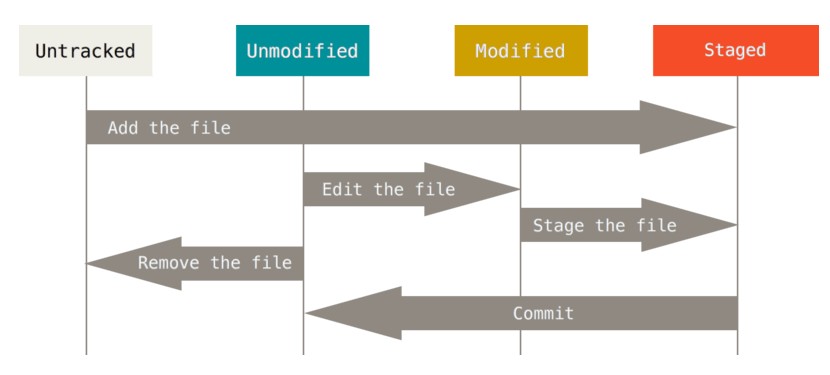 Untracked
Unmodified
Modified
Staged
Add the file
Edit the file
Stage the file
Remove the file
Commit